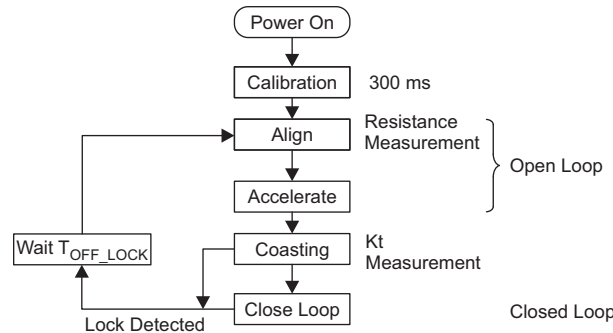 Power On
Calibration
300 ms
Align
Resistance
Measurement
Open Loop
Accelerate
Wait TOFF_LOCK
Coasting
Kt
Measurement
Close Loop
Closed Loop
Lock Detected